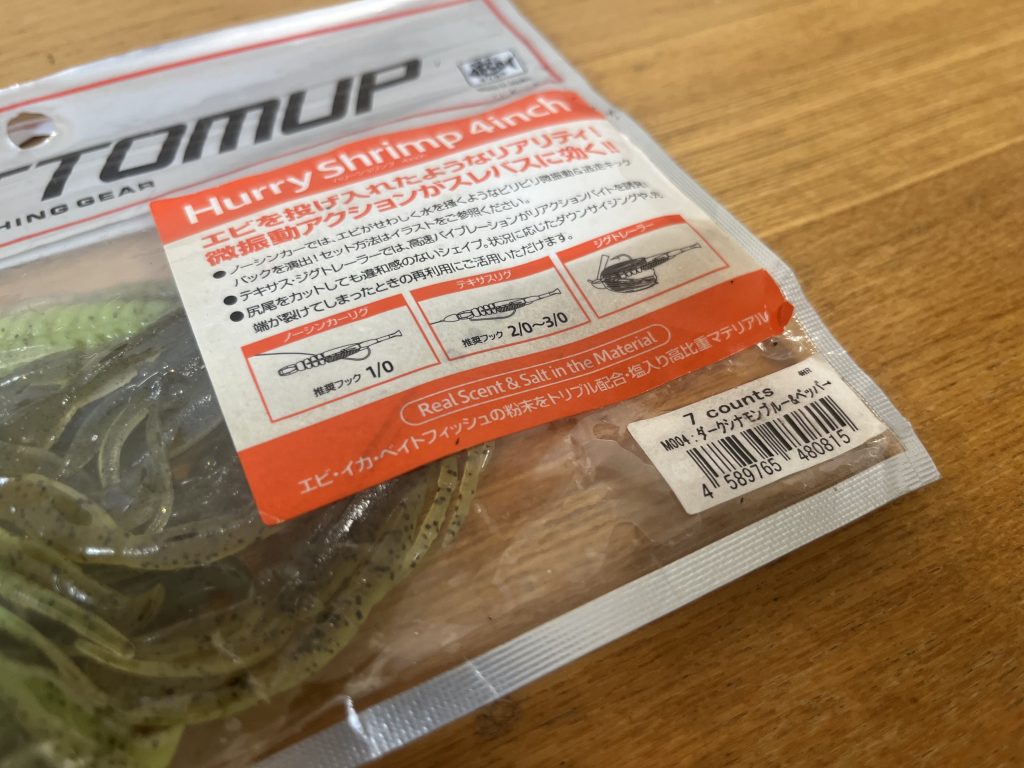 TOMUP
HING GEAR
Hurry Shrimp 4inch
エビを投げ入れたようなリアリティ!
微振動アクションがスレバスに効く!!
●ノーシンカーでは、エビがせわしく水を掻くようなピリピリ微振動&逃走キック
バックを演出!セット方法はイラストをご参照ください。
●テキサス・ジグトレーラーでは、高速バイブレーションがリアクションバイトを誘発。
●尻尾をカットしても違和感のないシェイプ。状況に応じたダウンサイジングや、先
端が裂けてしまったときの再利用にご活用いただけます。
ノーシンカーリグ
推奨フック 1/0
テキサスリグ
推奨フック 2/0〜3/0
ジグトレーラー
Real Scent & Salt in the Material
エビ・イカ・ベイトフィッシュの粉末をトリプル配合・塩入り高比重マテリアル
7 counts
M004:ダーゲンナモンブルー&ペッパー
4 589765 480815